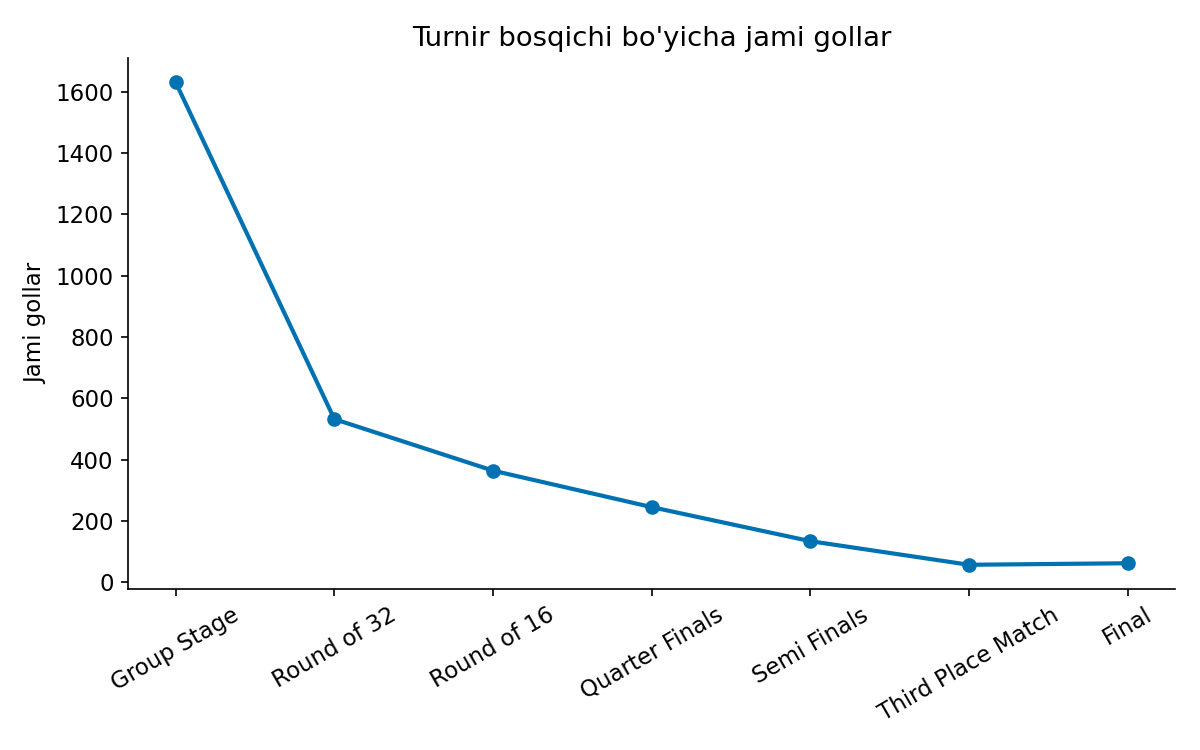 Turnir bosqichi bo'yicha jami gollar
Jami gollar
1600
1400
1200
1000
800
600
400
200
0
Group Stage
Round of 32
Round of 16
Quarter Finals
Semi Finals
Third Place Match
Final